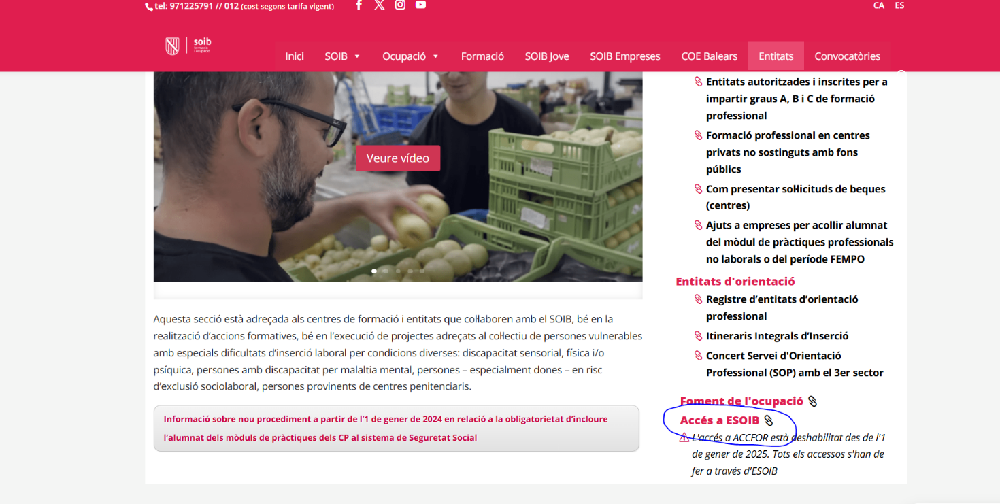 tel: 971225791 // 012 (cost segons tarifa vigent)
CA ES
soib
formació
i ocupació
Inici SOIB Ocupació Formació SOIB Jove SOIB Empreses COE Balears Entitats Convocatòries
Veure vídeo
Aquesta secció està adreçada als centres de formació i entitats que col·laboren amb el SOIB, bé en la
realització d’accions formatives, bé en l’execució de projectes adreçats al col·lectiu de persones vulnerables
amb especials dificultats d’inserció laboral per condicions diverses: discapacitat sensorial, física i/o
psíquica, persones amb discapacitat per malaltia mental, persones – especialment dones – en risc
d’exclusió sociolaboral, persones provinents de centres penitenciaris.
Informació sobre nou procediment a partir de l’1 de gener de 2024 en relació a la obligatorietat d’incloure
l’alumnat dels mòduls de pràctiques dels CP al sistema de Seguretat Social
Entitats autoritzades i inscrites per a
impartir graus A, B i C de formació
professional
Formació professional en centres
privats no sostinguts amb fons
públics
Com presentar sol·licituds de beques
(centres)
Ajuts a empreses per acollir alumnat
del mòdul de pràctiques professionals
no laborals o del període FEMPO
Entitats d'orientació
Registre d’entitats d’orientació
professional
Itineraris Integrals d’Inserció
Concert Servei d'Orientació
Professional (SOP) amb el 3er sector
Foment de l'ocupació
Accés a ESOIB
L'accés a ACCFOR està deshabilitat des de l'1
de gener de 2025. Tots els accessos s'han de
fer a través d'ESOIB